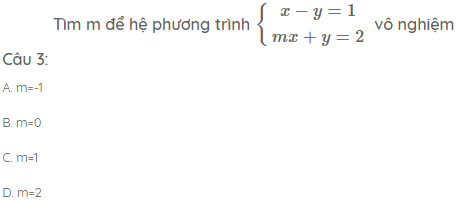 Tìm m để hệ phương trình { x − y = 1
mx + y = 2 vô nghiệm
Câu 3:
A. m=-1
B. m=0
C. m=1
D. m=2